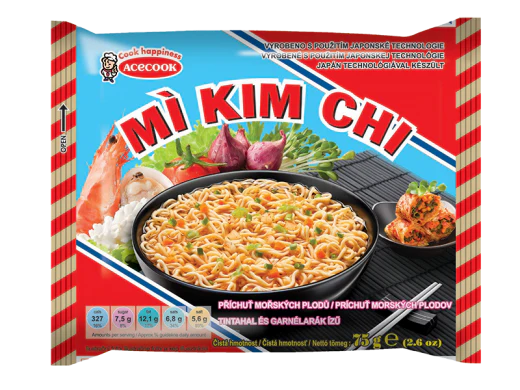 Cook happiness
ACECOOK
VYROBENO S POUŽITÍM JAPONSKÉ TECHNOLOGIE
VYROBENÉ S POUŽITÍM JAPONSKEJ TECHNOLÓGIE
JAPÁN TECHNOLÓGIÁVAL KÉSZÜLT
MÌ KIM CHI
OPEN
PŘÍCHUŤ MOŘSKÝCH PLODŮ / PRÍCHUŤ MORSKÝCH PLODOV
TINTAHAL ÉS GARNÉLARÁK ÍZŰ
327 7,5 g 12,1 g 6,8 g 5,6 g
Čistá hmotnost / Čistá hmotnosť / Nettó tömeg: 75 g e (2.6 oz)